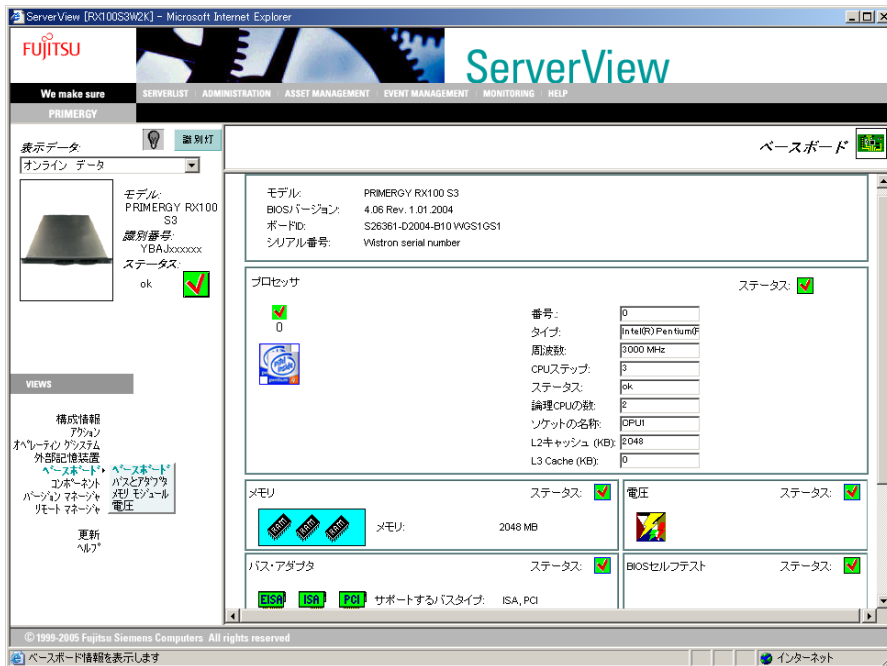 ServerView [RX100S3W2K] - Microsoft Internet Explorer
FUJITSU
ServerView
We make sure
SERVERLIST | ADMINISTRATION | ASSET MANAGEMENT | EVENT MANAGEMENT | MONITORING | HELP
PRIMERGY
表示データ:
識別灯
オンライン データ
モデル:
PRIMERGY RX100 S3
識別番号:
YBAJxxxxxx
ステータス:
ok
VIEWS
構成情報
アクション
オペレーティングシステム
外部記憶装置
ベースボード
コンポーネント
バージョン マネージャ
リモート マネージャ
更新
ヘルプ
ベースボード
バスとアダプタ
メモリ モジュール
電圧
ベースボード
モデル: PRIMERGY RX100 S3
BIOSバージョン: 4.06 Rev. 1.01.2004
ボードID: S26361-D2004-B10 WGS1GS1
シリアル番号: Wistron serial number
プロセッサ
ステータス:
0
intel inside
番号: 0
タイプ: Intel(R) Pentium(F
周波数: 3000 MHz
CPUステップ: 3
ステータス: ok
論理CPUの数: 2
ソケットの名称: CPU1
L2キャッシュ (KB): 2048
L3 Cache (KB): 0
メモリ ステータス:
RAM RAM RAM
メモリ: 2048 MB
電圧 ステータス:
バス・アダプタ ステータス:
EISA ISA PCI サポートするバスタイプ: ISA, PCI
BIOSセルフテスト ステータス:
© 1999-2005 Fujitsu Siemens Computers All rights reserved
ベースボード情報を表示します
インターネット